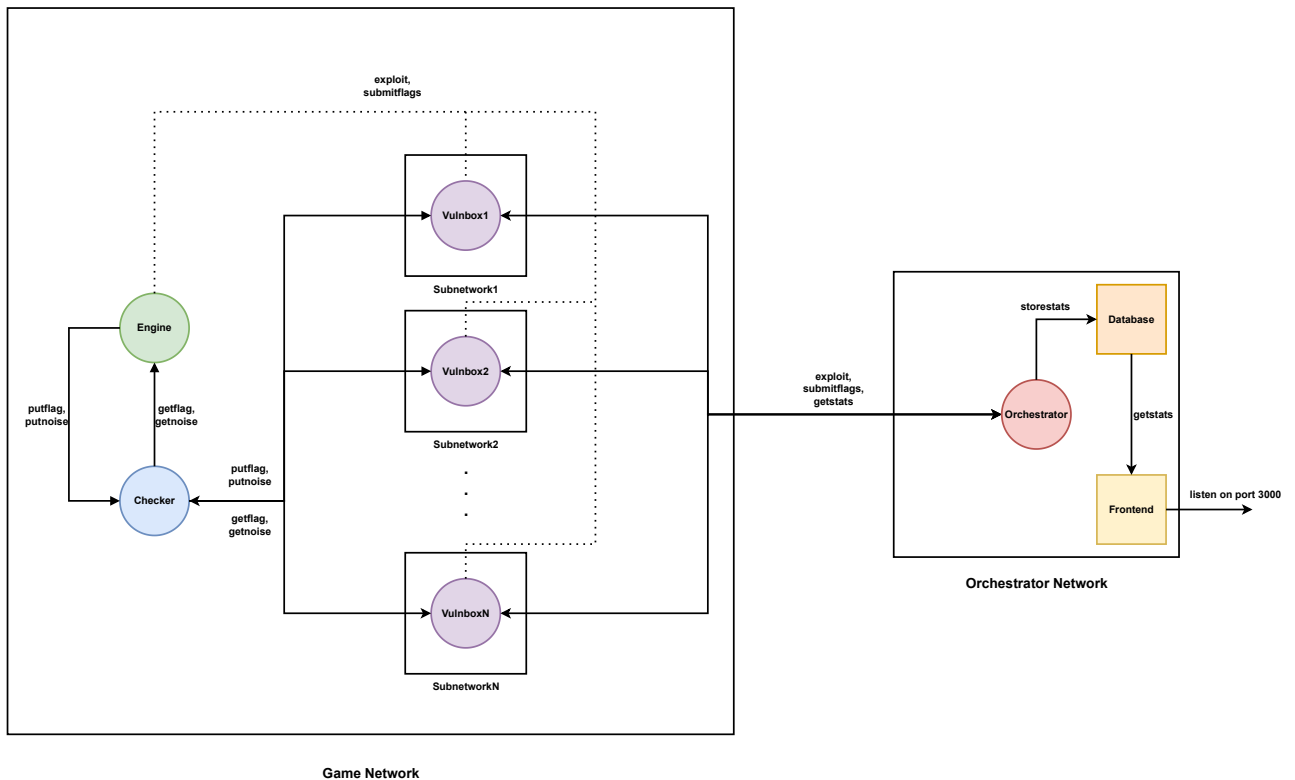 exploit,
submitflags
Vulnbox1
Subnetwork1
Engine
Database
storestats
Vulnbox2
exploit,
submitflags,
getstats
putflag,
putnoise
getflag,
getnoise
Orchestrator
getstats
Subnetwork2
.
.
.
putflag,
putnoise
Checker
getflag,
getnoise
Frontend
listen on port 3000
Orchestrator Network
VulnboxN
SubnetworkN
Game Network